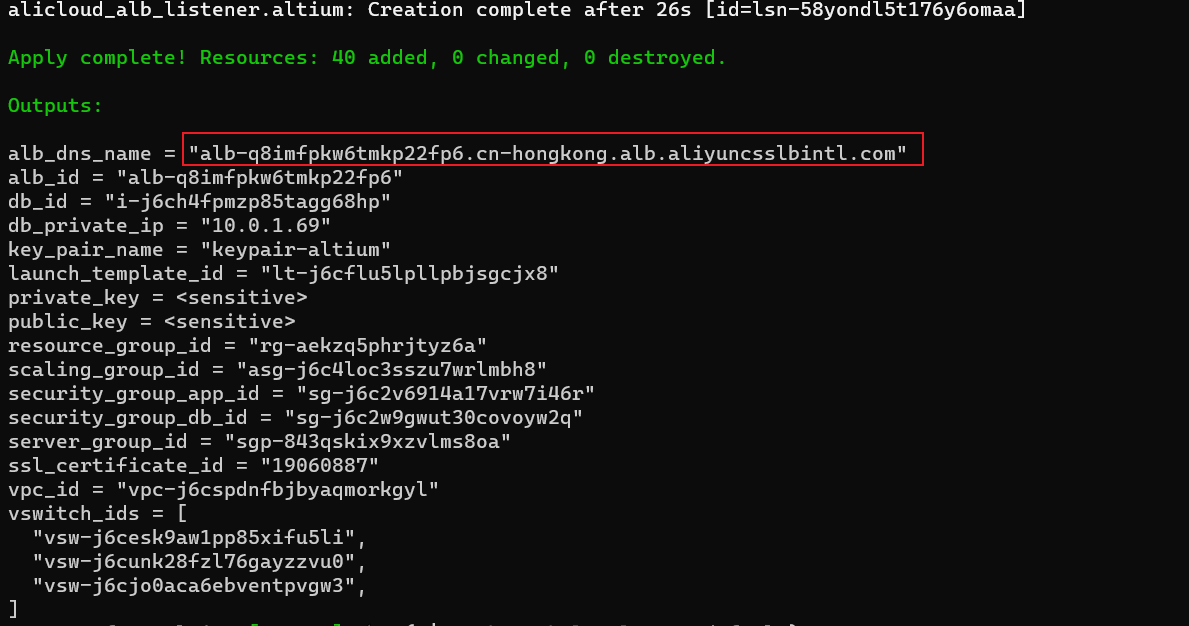 alicloud_alb_listener.altium: Creation complete after 26s [id=lsn-58yondl5t176y6omaa]
Apply complete! Resources: 40 added, 0 changed, 0 destroyed.
Outputs:
alb_dns_name = "alb-q8imfpkw6tmkp22fp6.cn-hongkong.alb.aliyuncsslbintl.com"
alb_id = "alb-q8imfpkw6tmkp22fp6"
db_id = "i-j6ch4fpmzp85tagg68hp"
db_private_ip = "10.0.1.69"
key_pair_name = "keypair-altium"
launch_template_id = "lt-j6cflu5lpllpbjsgcjx8"
private_key = <sensitive>
public_key = <sensitive>
resource_group_id = "rg-aekzq5phrjtyz6a"
scaling_group_id = "asg-j6c4loc3sszu7wrlmbh8"
security_group_app_id = "sg-j6c2v6914a17vrw7i46r"
security_group_db_id = "sg-j6c2w9gwut30covoyw2q"
server_group_id = "sgp-843qskix9xzvlms8oa"
ssl_certificate_id = "19060887"
vpc_id = "vpc-j6cspdnfbjbyaqmorkgyl"
vswitch_ids = [
  "vsw-j6cesk9aw1pp85xifu5li",
  "vsw-j6cunk28fzl76gayzzvu0",
  "vsw-j6cjo0aca6ebventpvgw3",
]